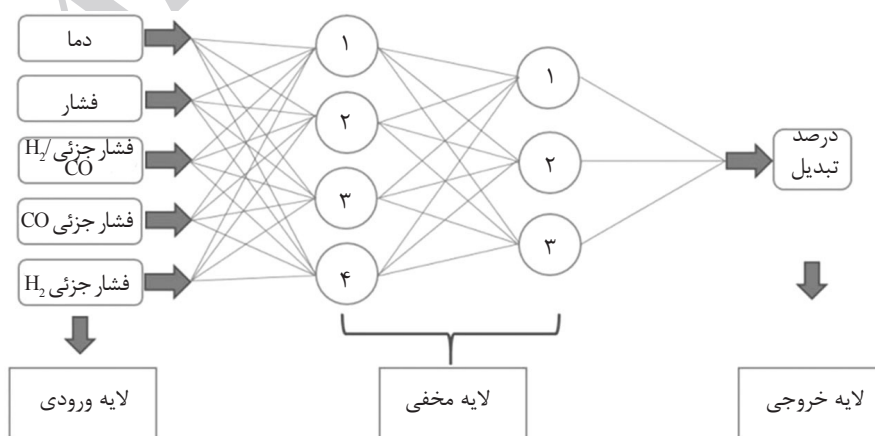 دما
فشار
فشار جزئی H₂/
CO
فشار جزئی CO
فشار جزئی H₂
۱
۲
۳
۴
۱
۲
۳
درصد
تبدیل
لایه ورودی
لایه مخفی
لایه خروجی